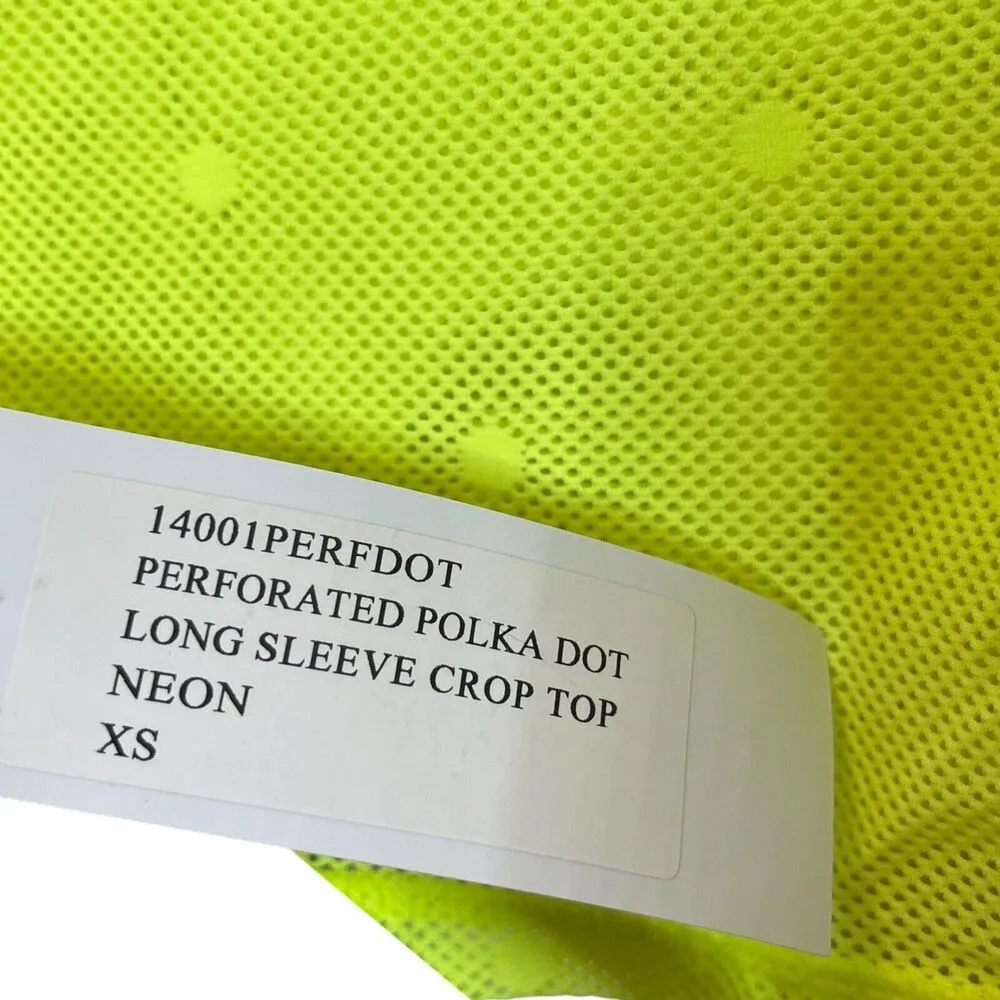 14001PERFDOT
PERFORATED POLKA DOT
LONG SLEEVE CROP TOP
NEON
XS